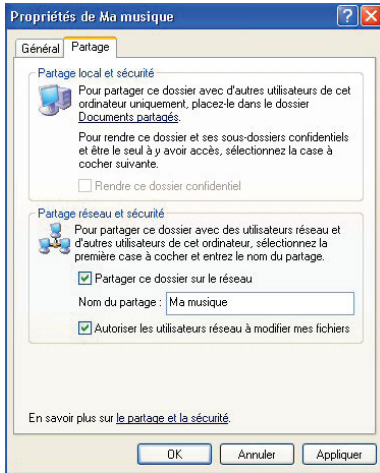 Propriétés de Ma musique
Général
Partage
Partage local et sécurité
Pour partager ce dossier avec d'autres utilisateurs de cet
ordinateur uniquement, placez-le dans le dossier
Documents partagés.
Pour rendre ce dossier et ses sous-dossiers confidentiels
et être le seul à y avoir accès, sélectionnez la case à
cocher suivante.
Rendre ce dossier confidentiel
Partage réseau et sécurité
Pour partager ce dossier avec des utilisateurs réseau et
d'autres utilisateurs de cet ordinateur, sélectionnez la
première case à cocher et entrez le nom du partage.
Partager ce dossier sur le réseau
Nom du partage : Ma musique
Autoriser les utilisateurs réseau à modifier mes fichiers
En savoir plus sur le partage et la sécurité.
OK
Annuler
Appliquer